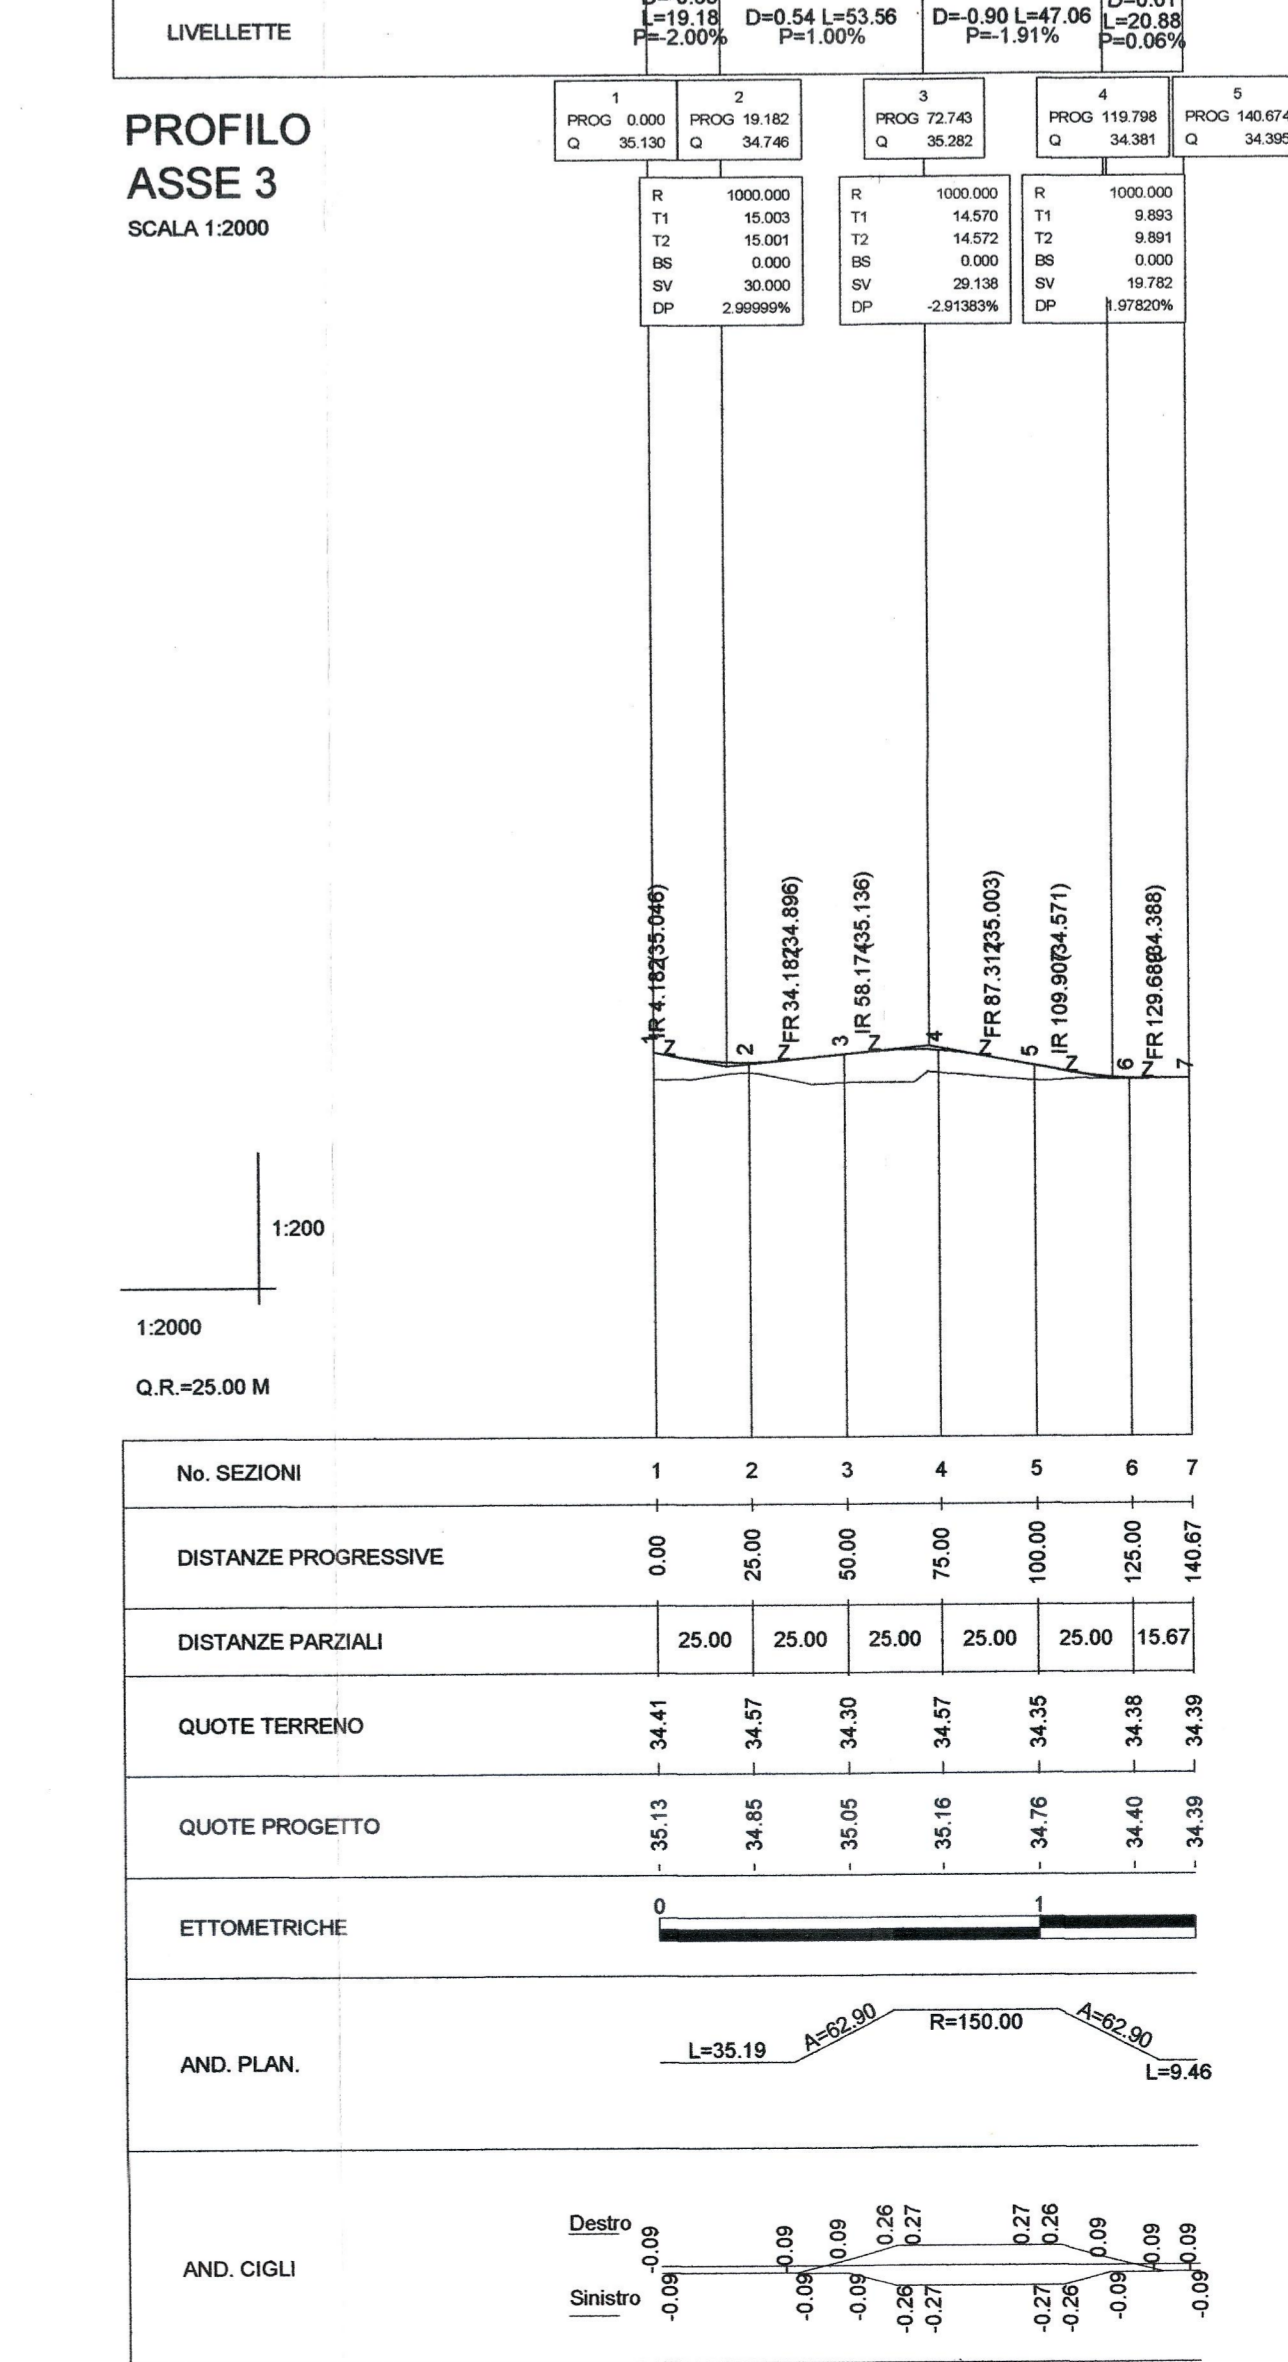 LIVELLETTE
L=19.18
P=-2.00%
D=0.54 L=53.56
P=1.00%
D=-0.90 L=47.06
P=-1.91%
L=20.88
P=0.06%
PROFILO
ASSE 3
SCALA 1:2000
1
PROG 0.000
Q 35.130
2
PROG 19.182
Q 34.746
3
PROG 72.743
Q 35.282
4
PROG 119.798
Q 34.381
5
PROG 140.674
Q 34.395
R 1000.000
T1 15.003
T2 15.001
BS 0.000
SV 30.000
DP 2.99999%
R 1000.000
T1 14.570
T2 14.572
BS 0.000
SV 29.138
DP -2.91383%
R 1000.000
T1 9.893
T2 9.891
BS 0.000
SV 19.782
DP 1.97820%
IR 4.182(35.046)
FR 34.182(34.896)
IR 58.174(35.136)
FR 87.312(35.003)
IR 109.907(34.571)
FR 129.689(34.388)
1 Z 2 Z 3 Z 4 Z 5 Z 6 Z 7
1:200
1:2000
Q.R.=25.00 M
No. SEZIONI 1 2 3 4 5 6 7
DISTANZE PROGRESSIVE 0.00 25.00 50.00 75.00 100.00 125.00 140.67
DISTANZE PARZIALI 25.00 25.00 25.00 25.00 25.00 15.67
QUOTE TERRENO 34.41 34.57 34.30 34.57 34.35 34.38 34.39
QUOTE PROGETTO 35.13 34.85 35.05 35.16 34.76 34.40 34.39
ETTOMETRICHE 0 1
AND. PLAN. L=35.19 A=62.90 R=150.00 A=62.90 L=9.46
AND. CIGLI
Destro -0.09 -0.09 0.09 0.26 0.27 0.27 0.26 0.09 -0.09 -0.09
Sinistro -0.09 -0.09 -0.09 -0.26 -0.27 -0.27 -0.26 -0.09 -0.09